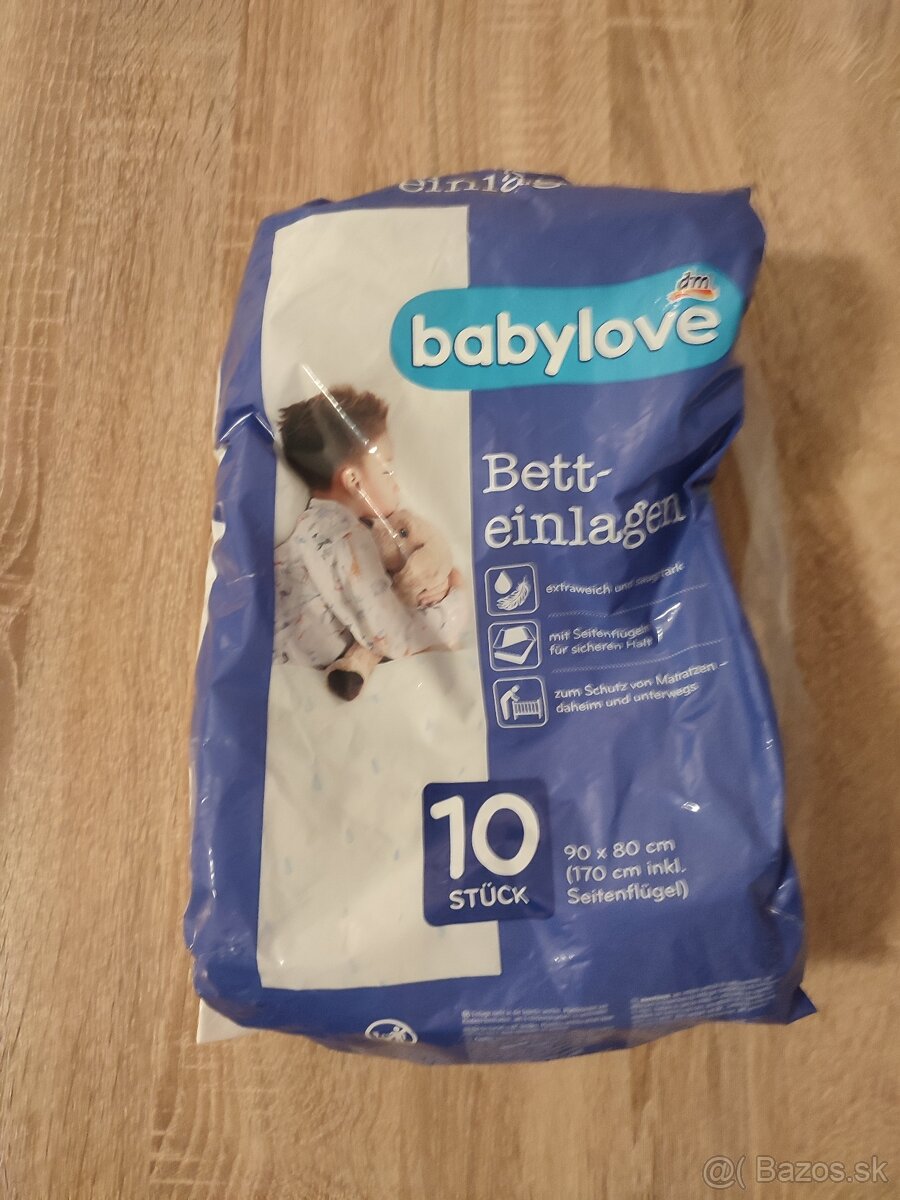 einlag
dm
babylove
Bett-
einlagen
extraweich und saugstark
mit Seitenflügeln
für sicheren Halt
zum Schutz von Matratzen –
daheim und unterwegs
10
STÜCK
90 x 80 cm
(170 cm inkl.
Seitenflügel)
@( Bazos.sk